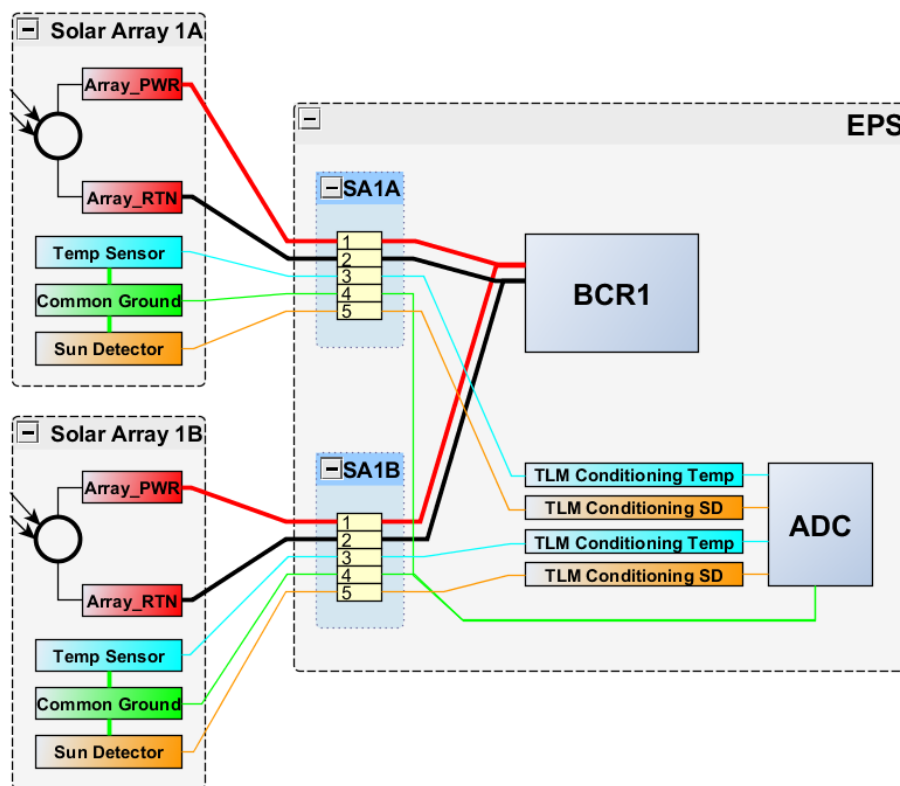 Solar Array 1A
Array_PWR
Array_RTN
Temp Sensor
Common Ground
Sun Detector
EPS
SA1A
1
2
3
4
5
BCR1
Solar Array 1B
Array_PWR
Array_RTN
Temp Sensor
Common Ground
Sun Detector
SA1B
1
2
3
4
5
TLM Conditioning Temp
TLM Conditioning SD
TLM Conditioning Temp
TLM Conditioning SD
ADC